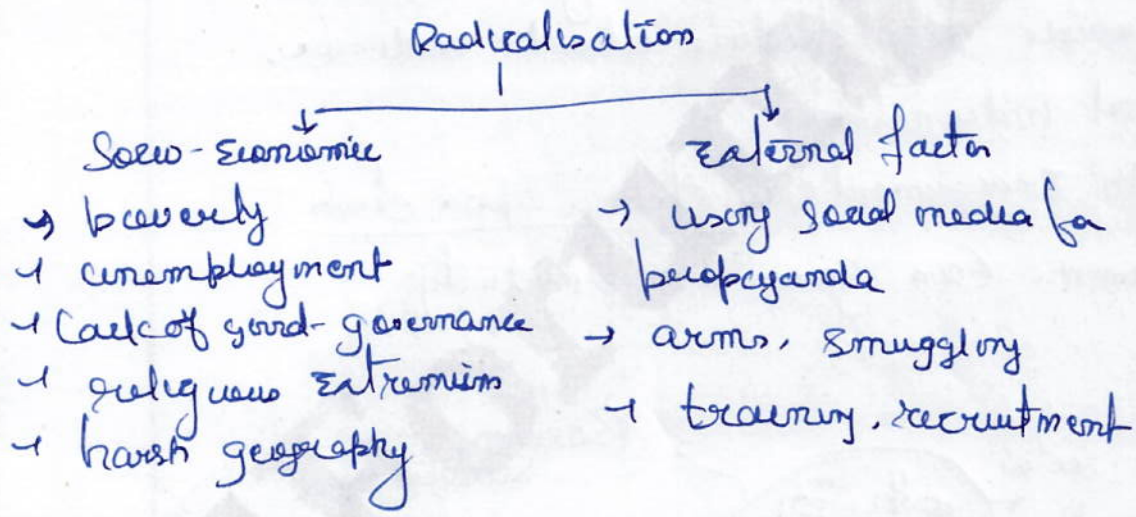 Radicalisation
Socio-Economic
→ poverty
→ unemployment
→ Lack of good-governance
→ religious Extremism
→ harsh geography
External factor
→ using social media for
propaganda
→ arms, smuggling
→ training, recruitment